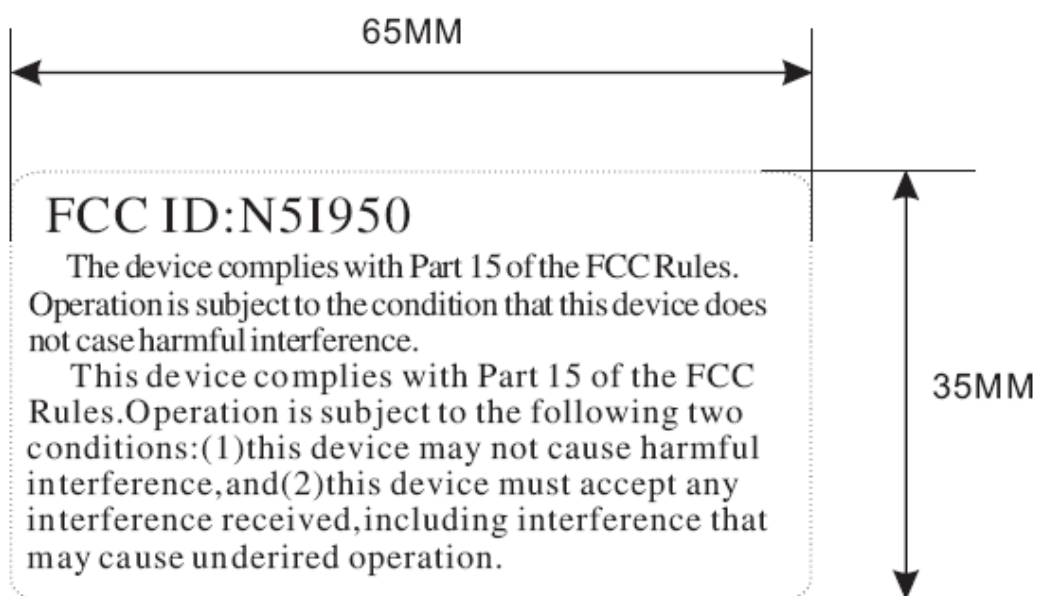 65MM
FCC ID:N5I950
The device complies with Part 15 of the FCC Rules.
Operation is subject to the condition that this device does
not case harmful interference.
This device complies with Part 15 of the FCC
Rules.Operation is subject to the following two
conditions:(1)this device may not cause harmful
interference,and(2)this device must accept any
interference received,including interference that
may cause underired operation.
35MM